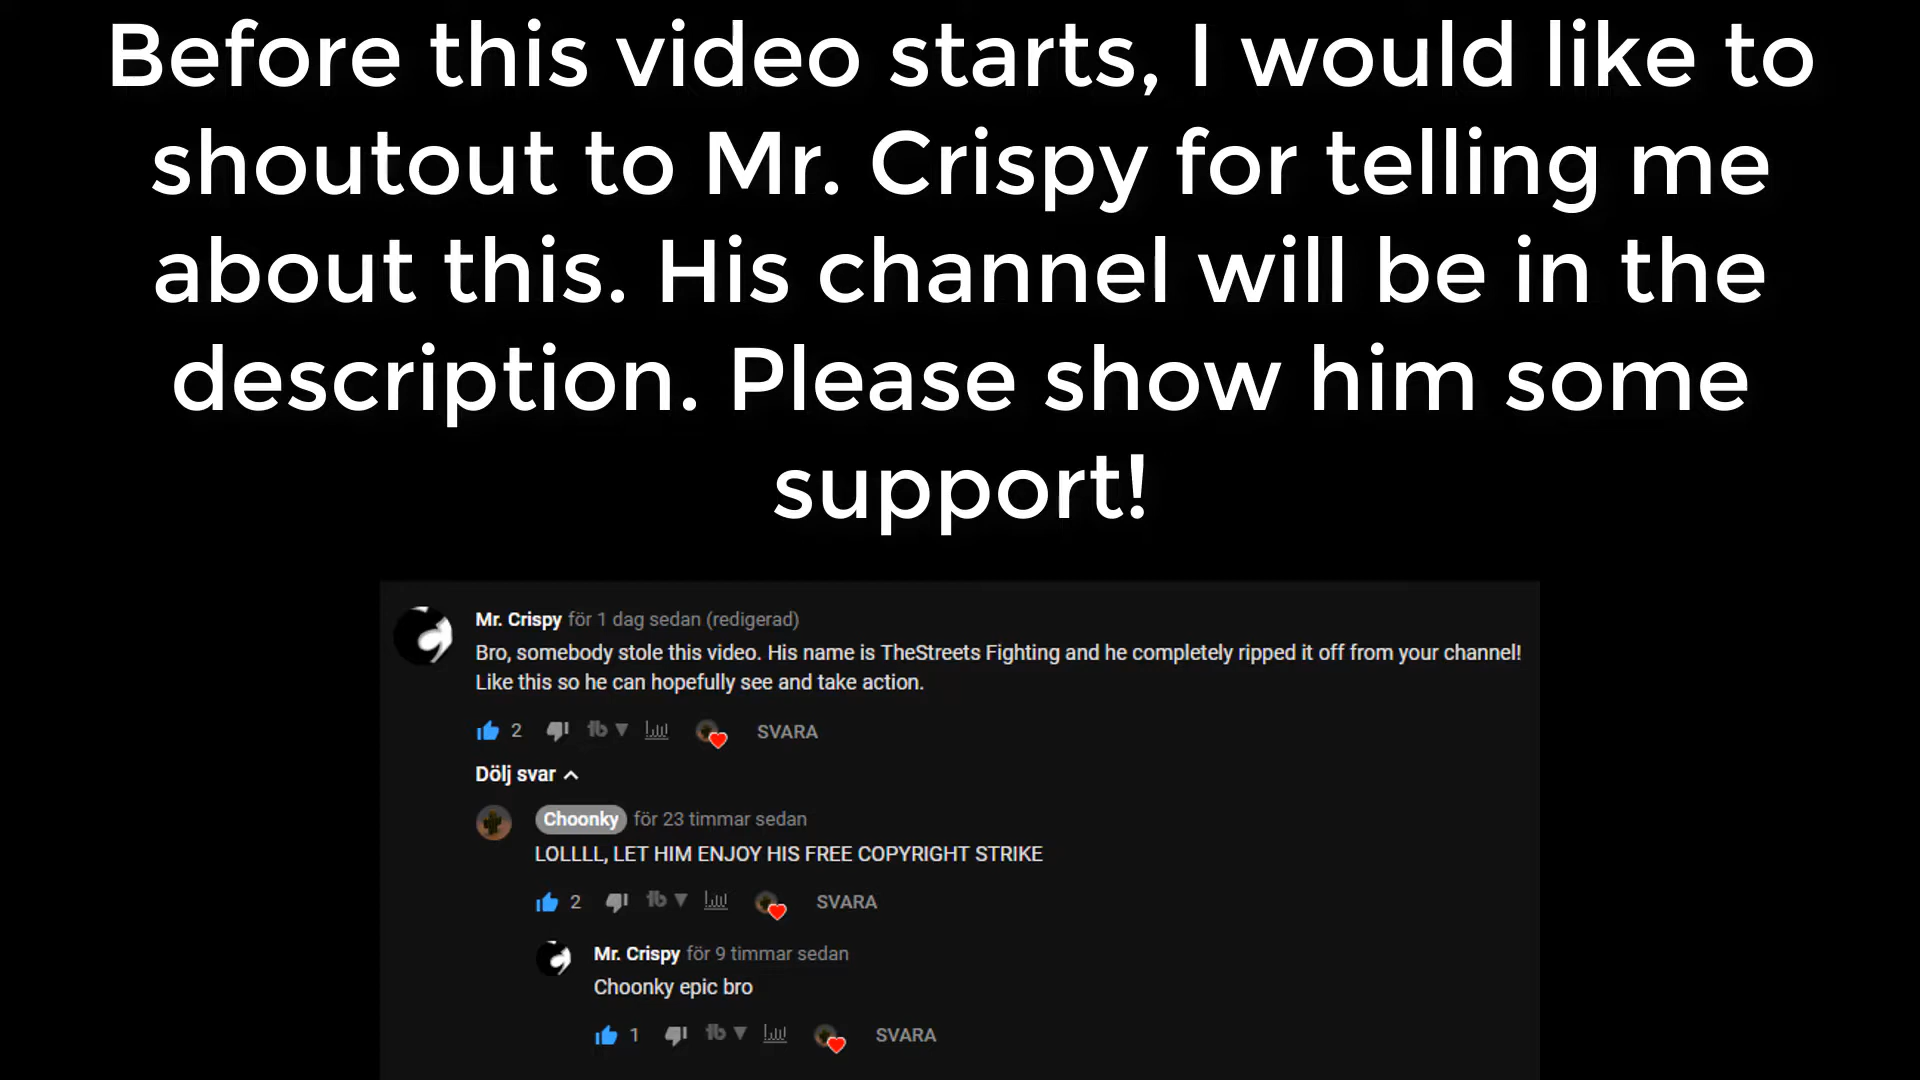 Before this video starts, I would like to
shoutout to Mr. Crispy for telling me
about this. His channel will be in the
description. Please show him some
support!
Mr. Crispy för 1 dag sedan (redigerad)
Bro, somebody stole this video. His name is TheStreets Fighting and he completely ripped it off from your channel!
Like this so he can hopefully see and take action.
2 tb SVARA
Dölj svar
Choonky för 23 timmar sedan
LOLLLL, LET HIM ENJOY HIS FREE COPYRIGHT STRIKE
2 tb SVARA
Mr. Crispy för 9 timmar sedan
Choonky epic bro
1 tb SVARA